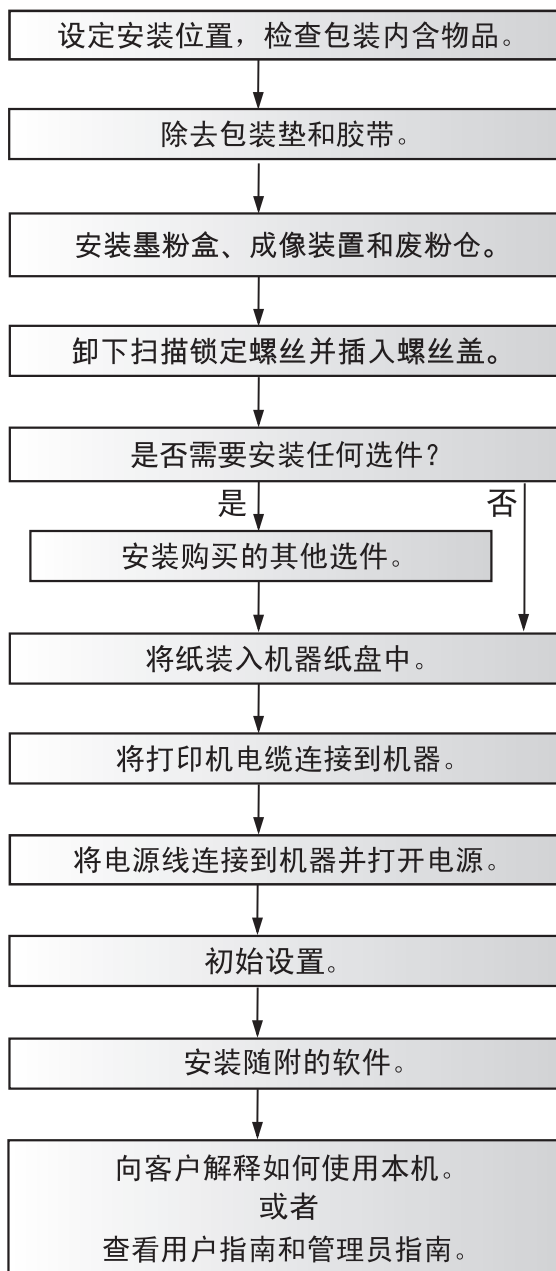 设定安装位置，检查包装内含物品。
除去包装垫和胶带。
安装墨粉盒、成像装置和废粉仓。
卸下扫描锁定螺丝并插入螺丝盖。
是否需要安装任何选件？
是
否
安装购买的其他选件。
将纸装入机器纸盘中。
将打印机电缆连接到机器。
将电源线连接到机器并打开电源。
初始设置。
安装随附的软件。
向客户解释如何使用本机。
或者
查看用户指南和管理员指南。